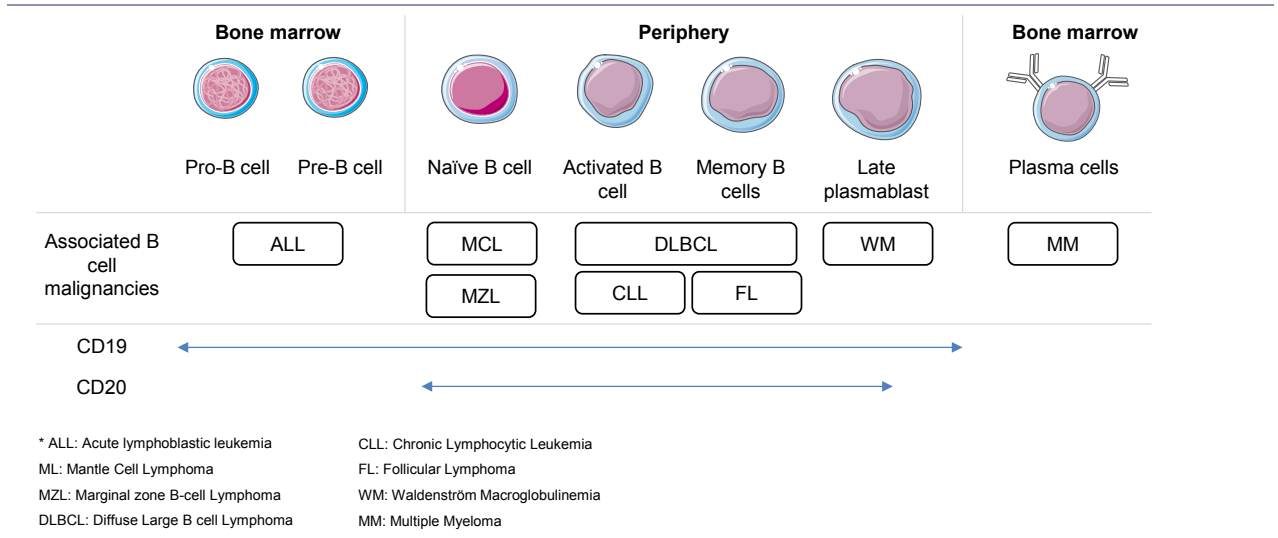 Bone marrow
Periphery
Bone marrow
Pro-B cell
Pre-B cell
Naïve B cell
Activated B
cell
Memory B
cells
Late
plasmablast
Plasma cells
Associated B
cell
malignancies
ALL
MCL
DLBCL
WM
MM
MZL
CLL
FL
CD19
CD20
* ALL: Acute lymphoblastic leukemia
ML: Mantle Cell Lymphoma
MZL: Marginal zone B-cell Lymphoma
DLBCL: Diffuse Large B cell Lymphoma
CLL: Chronic Lymphocytic Leukemia
FL: Follicular Lymphoma
WM: Waldenström Macroglobulinemia
MM: Multiple Myeloma